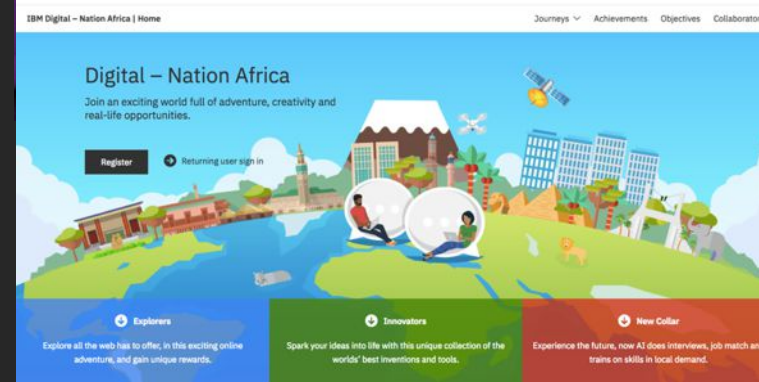 IBM Digital – Nation Africa | Home
Journeys Achievements Objectives Collaborator
Digital – Nation Africa
Join an exciting world full of adventure, creativity and
real-life opportunities.
Register Returning user sign in
Explorers
Explore all the web has to offer, in this exciting online
adventure, and gain unique rewards.
Innovators
Spark your ideas into life with this unique collection of the
worlds' best inventions and tools.
New Collar
Experience the future, now AI does interviews, job match an
trains on skills in local demand.